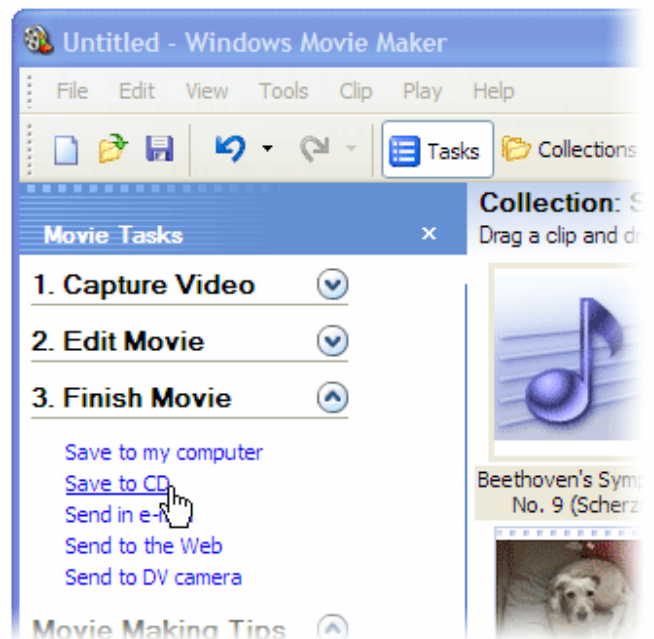 Untitled - Windows Movie Maker
File Edit View Tools Clip Play Help
Tasks Collections
Movie Tasks
Collection:
Drag a clip and
1. Capture Video
2. Edit Movie
3. Finish Movie
Save to my computer
Save to CD
Send in
Send to the Web
Send to DV camera
Movie Making Tips
Beethoven's
No. 9